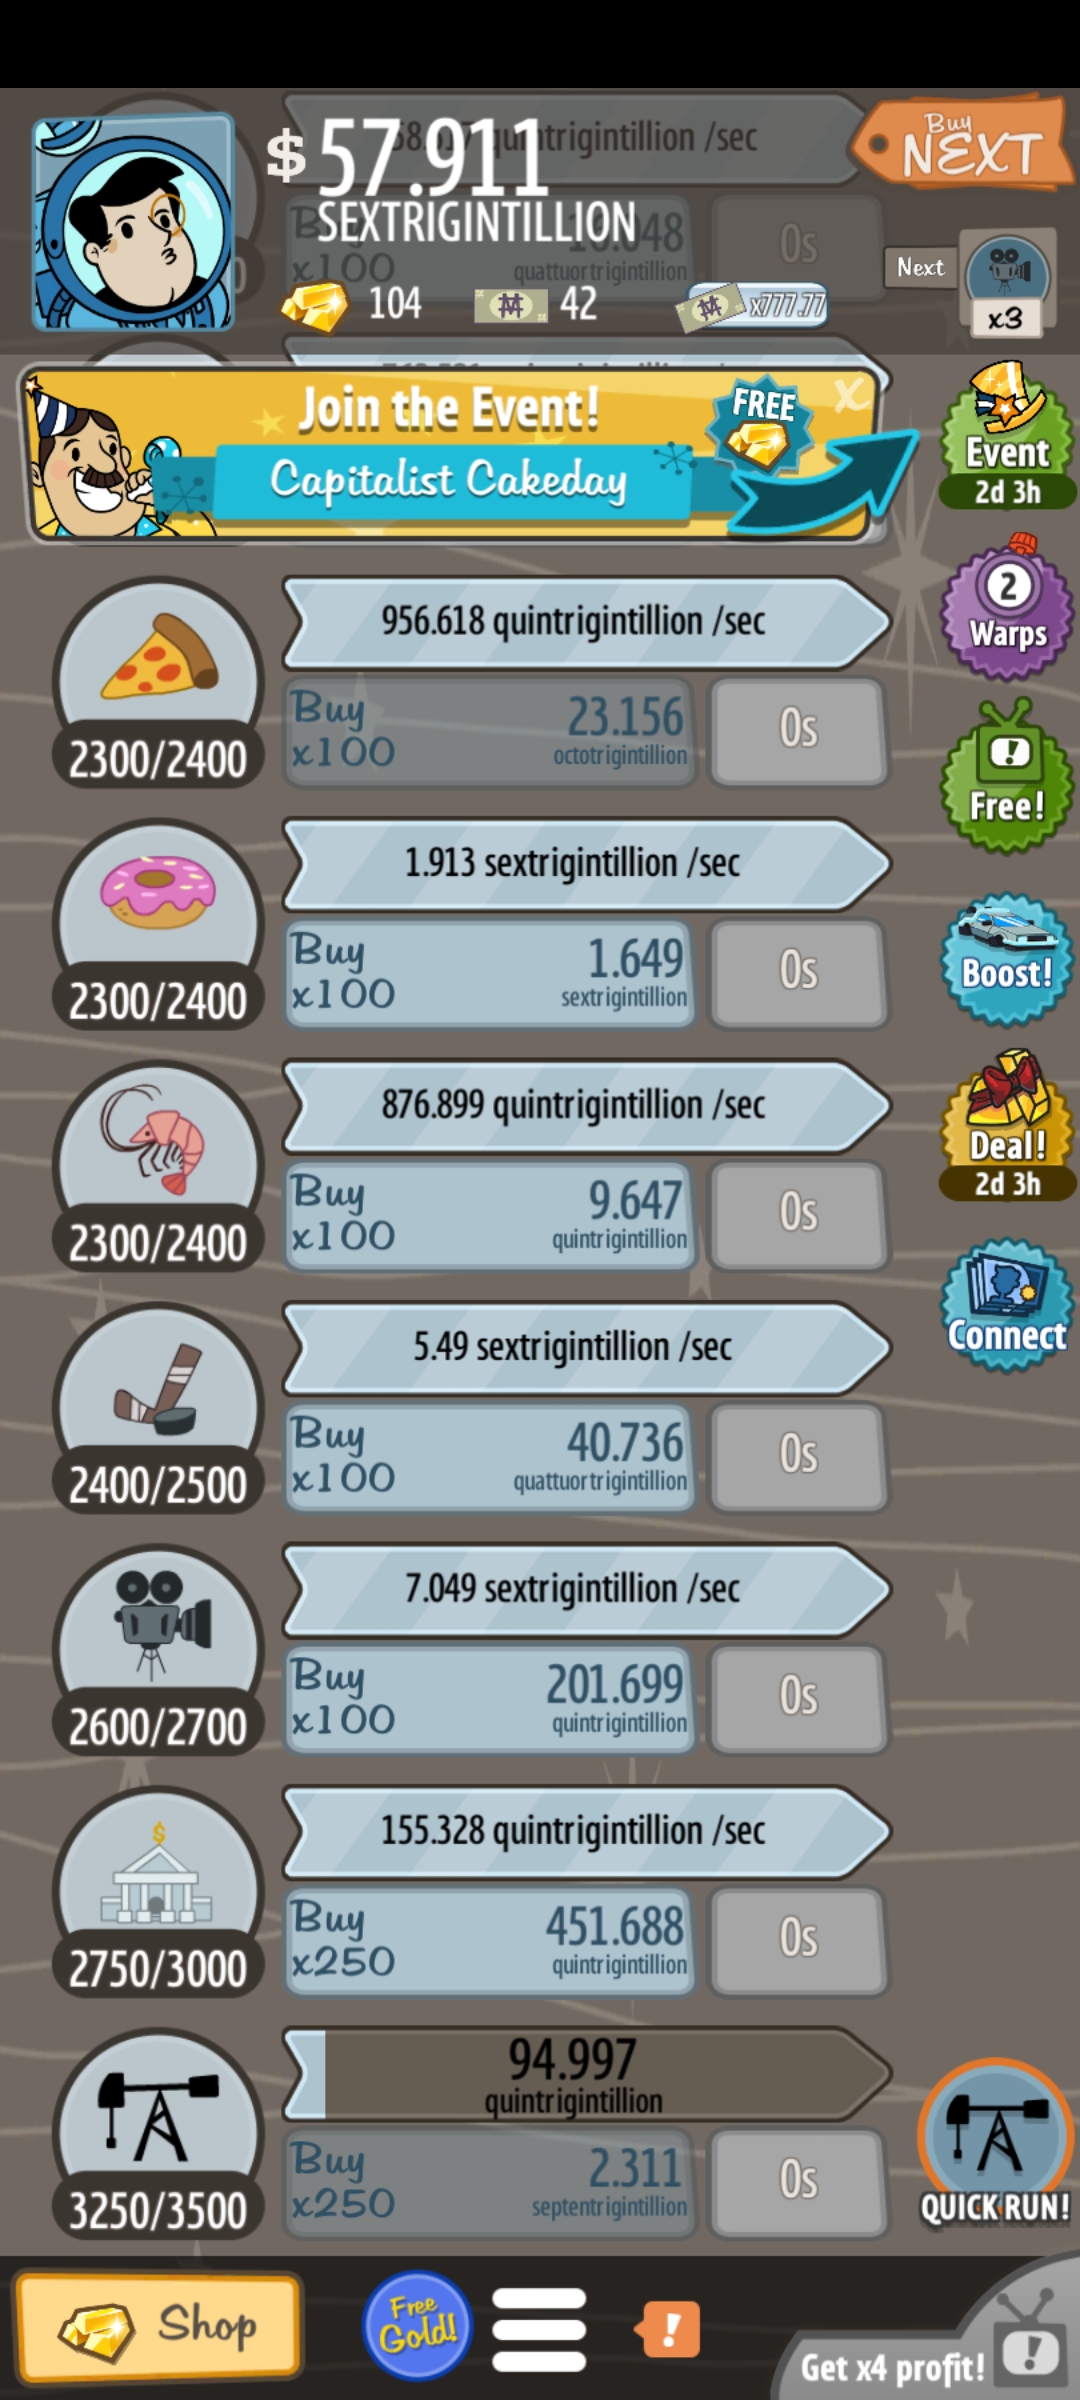 $ 57.911
SEXTRIGINTILLION
quintrigintillion /sec
Buy
x100
quattuortrigintillion
0s
Buy
NEXT
104
42
x777.77
Next
x3
Join the Event!
FREE
x
Capitalist Cakeday
Event
2d 3h
956.618 quintrigintillion /sec
Buy
x100
23.156
octotrigintillion
0s
2300/2400
2
Warps
Free!
1.913 sextrigintillion /sec
Buy
x100
1.649
sextrigintillion
0s
2300/2400
Boost!
876.899 quintrigintillion /sec
Buy
x100
9.647
quintrigintillion
0s
2300/2400
Deal!
2d 3h
5.49 sextrigintillion /sec
Buy
x100
40.736
quattuortrigintillion
0s
2400/2500
Connect
7.049 sextrigintillion /sec
Buy
x100
201.699
quintrigintillion
0s
2600/2700
155.328 quintrigintillion /sec
Buy
x250
451.688
quintrigintillion
0s
2750/3000
94.997
quintrigintillion
Buy
x250
2.311
septentrigintillion
0s
3250/3500
QUICK RUN!
Shop
Free
Gold!
!
Get x4 profit!
!